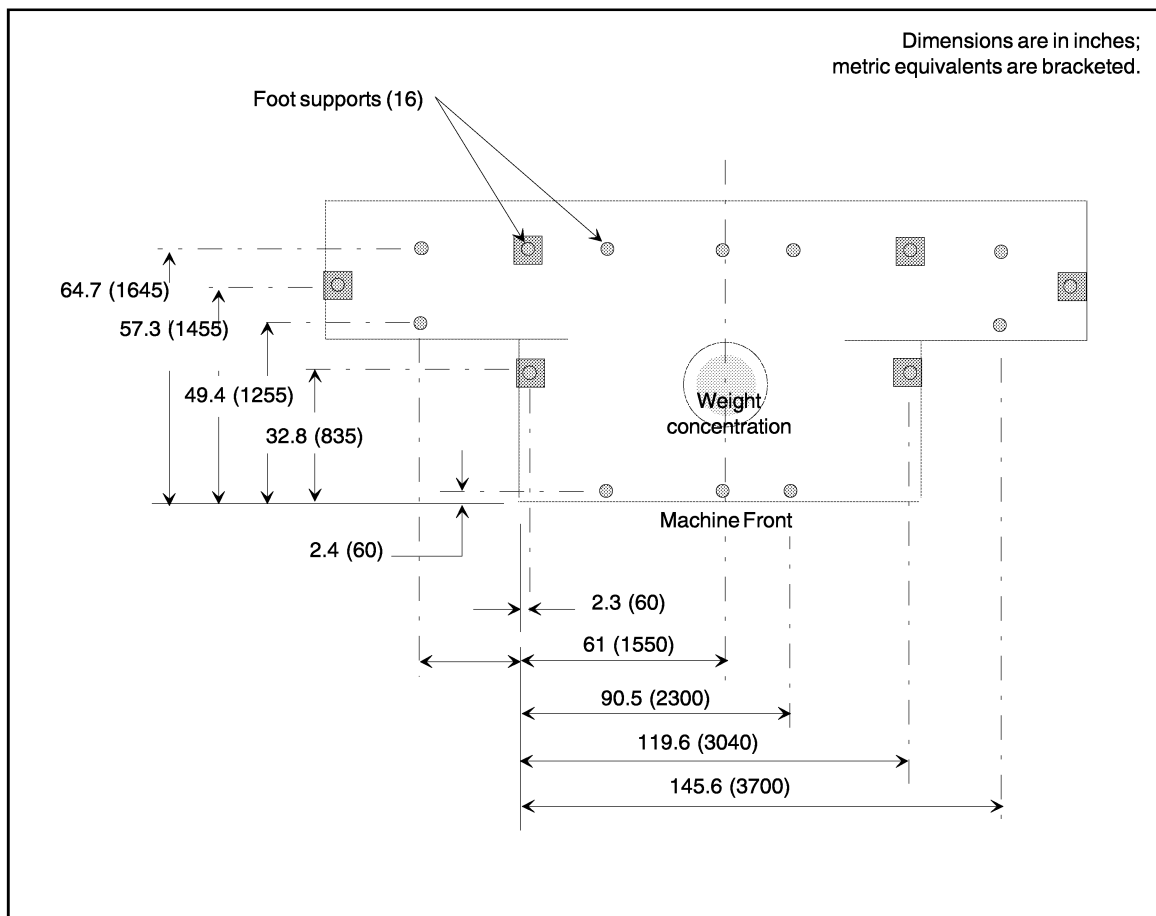 Dimensions are in inches;
metric equivalents are bracketed.
Foot supports (16)
64.7 (1645)
57.3 (1455)
49.4 (1255)
32.8 (835)
Weight
concentration
Machine Front
2.4 (60)
2.3 (60)
61 (1550)
90.5 (2300)
119.6 (3040)
145.6 (3700)